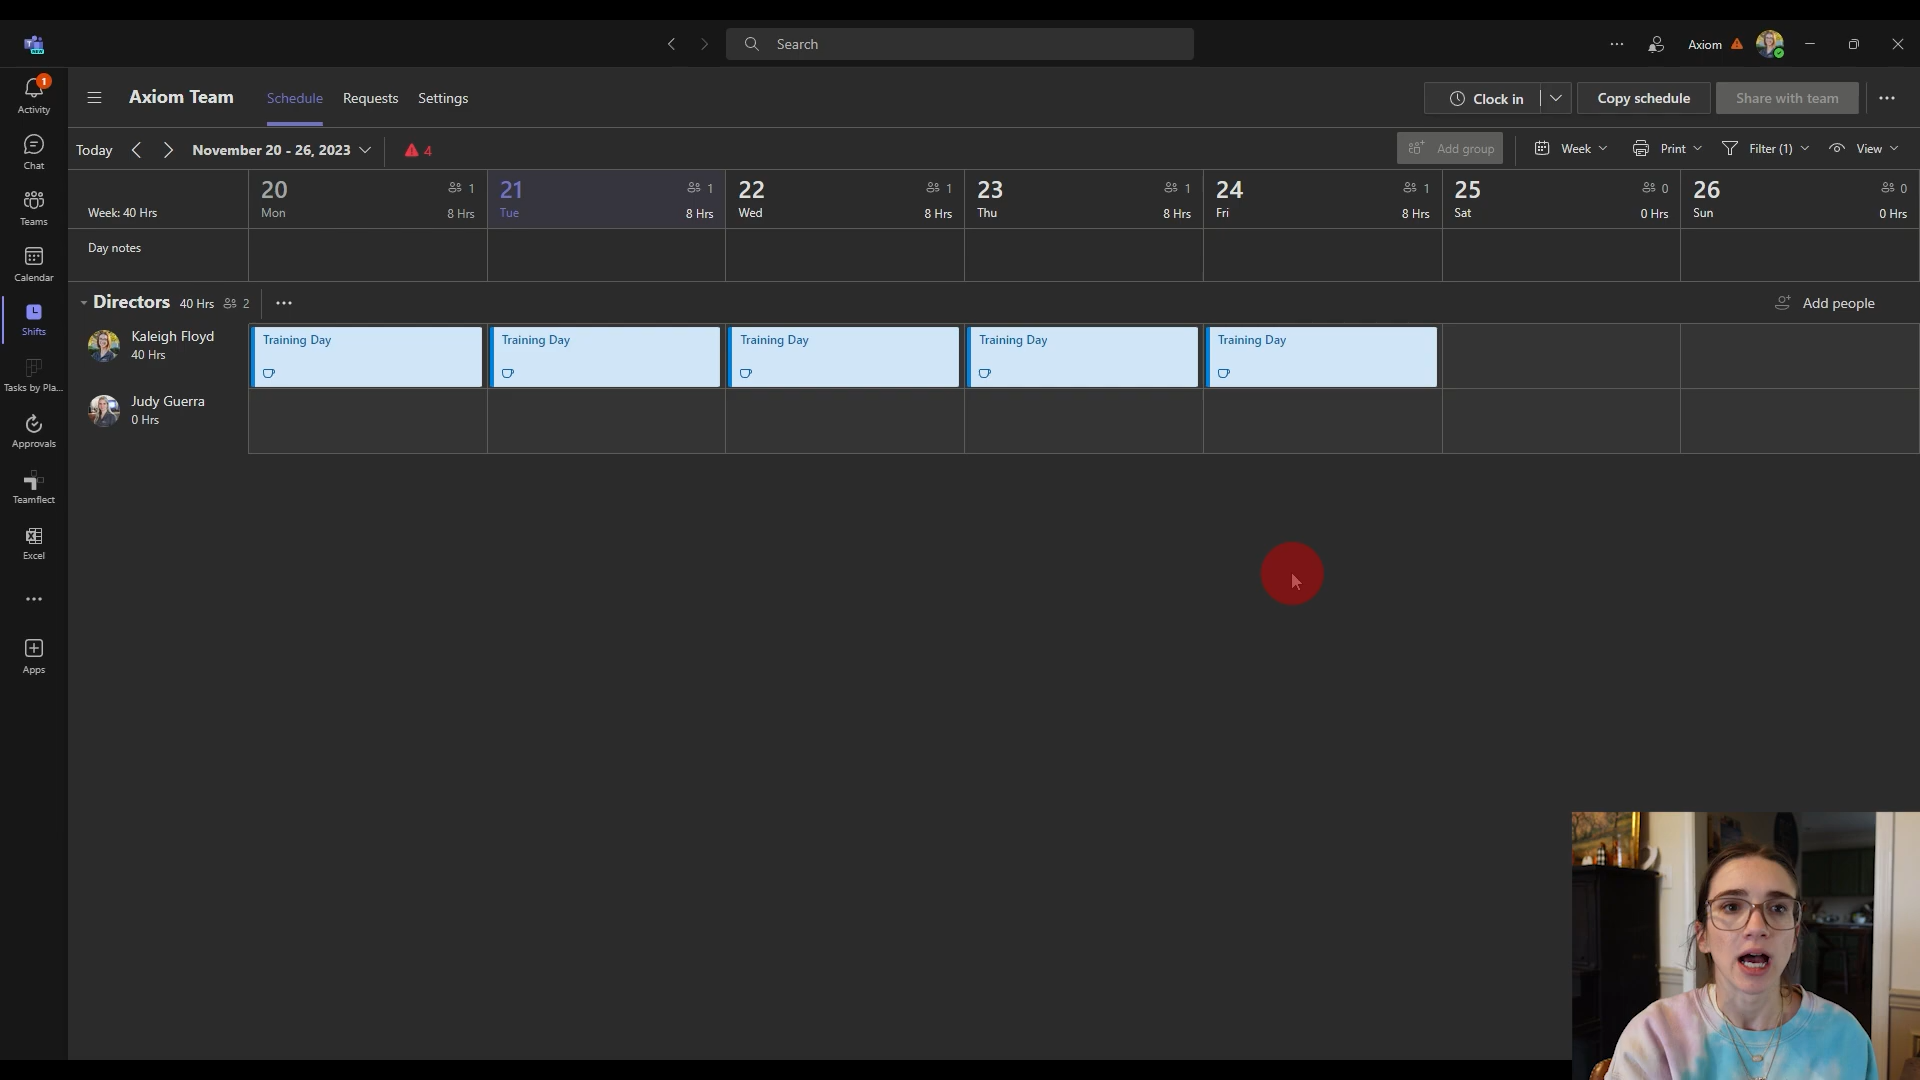 Search
Axiom
1
Activity
Chat
Teams
Calendar
Shifts
Tasks by Pla...
Approvals
Teamflect
Excel
Apps
Axiom Team
Schedule
Requests
Settings
Clock in
Copy schedule
Share with team
Today
November 20 - 26, 2023
4
Add group
Week
Print
Filter (1)
View
Week: 40 Hrs
20 1
Mon 8 Hrs
21 1
Tue 8 Hrs
22 1
Wed 8 Hrs
23 1
Thu 8 Hrs
24 1
Fri 8 Hrs
25 0
Sat 0 Hrs
26 0
Sun 0 Hrs
Day notes
Directors 40 Hrs 2
Add people
Kaleigh Floyd
40 Hrs
Training Day
Training Day
Training Day
Training Day
Training Day
Judy Guerra
0 Hrs